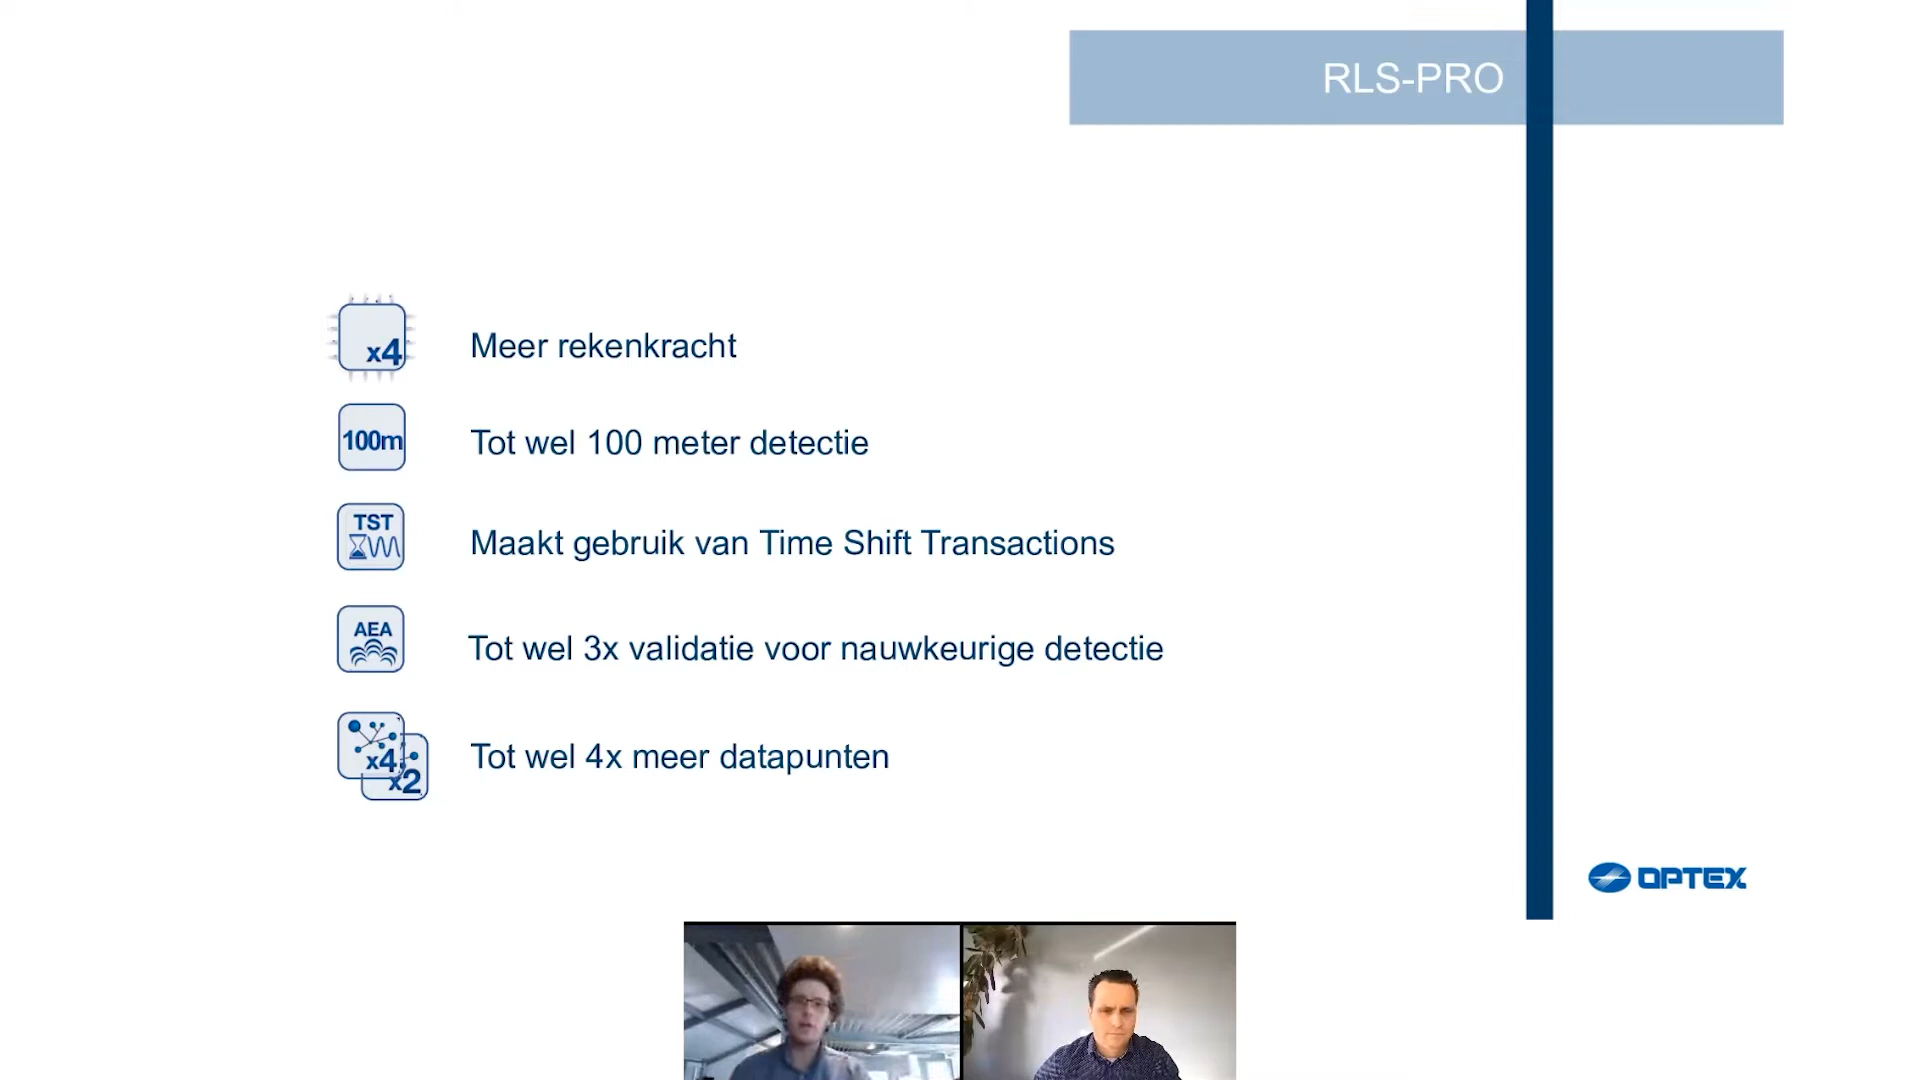 RLS-PRO
x4
Meer rekenkracht
100m
Tot wel 100 meter detectie
TST
Maakt gebruik van Time Shift Transactions
AEA
Tot wel 3x validatie voor nauwkeurige detectie
x4
x2
Tot wel 4x meer datapunten
OPTEX